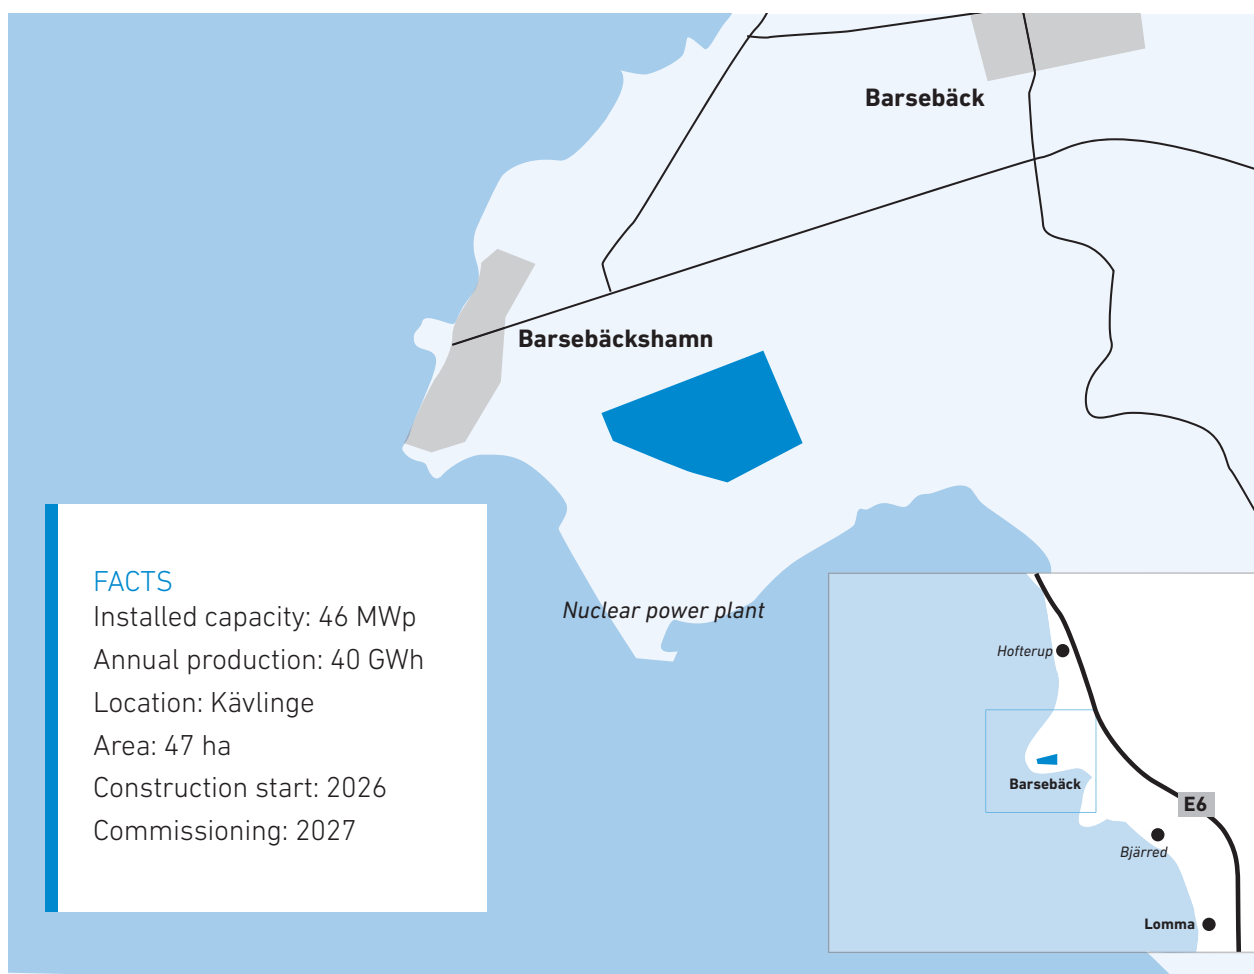 Barsebäck
Barsebäckshamn
FACTS
Installed capacity: 46 MWp
Annual production: 40 GWh
Location: Kävlinge
Area: 47 ha
Construction start: 2026
Commissioning: 2027
Nuclear power plant
Hofterup
Barsebäck
E6
Bjärred
Lomma